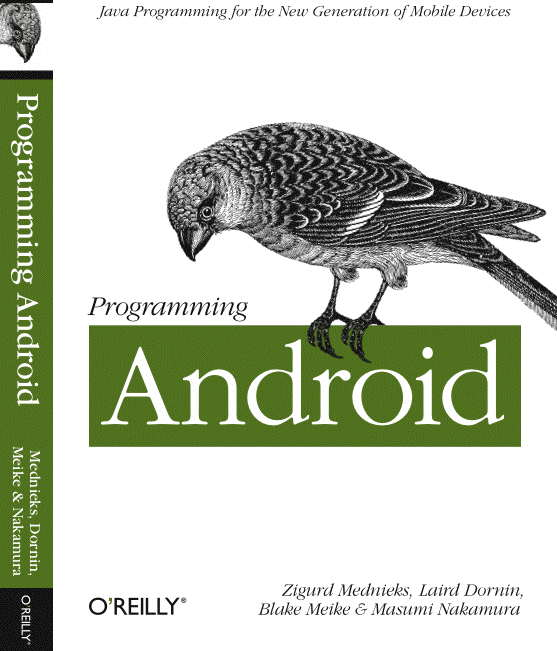 Java Programming for the New Generation of Mobile Devices
Programming
Android
Zigurd Mednieks, Laird Dornin,
Blake Meike & Masumi Nakamura
O'REILLY®
Programming Android
Mednieks, Dornin,
Meike & Nakamura
O'REILLY®